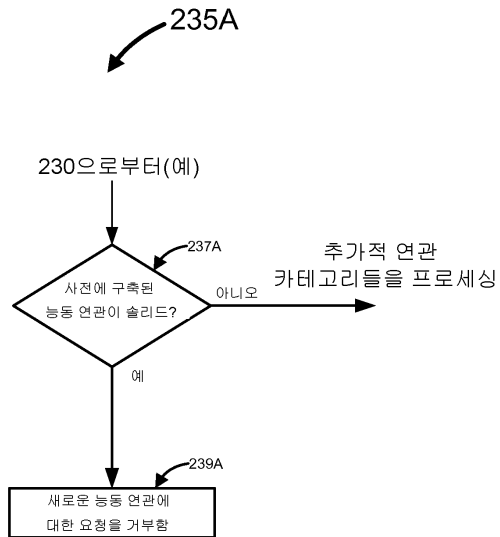 235A
230으로부터(예)
237A
사전에 구축된
능동 연관이 솔리드?
아니오
추가적 연관
카테고리들을 프로세싱
예
239A
새로운 능동 연관에
대한 요청을 거부함